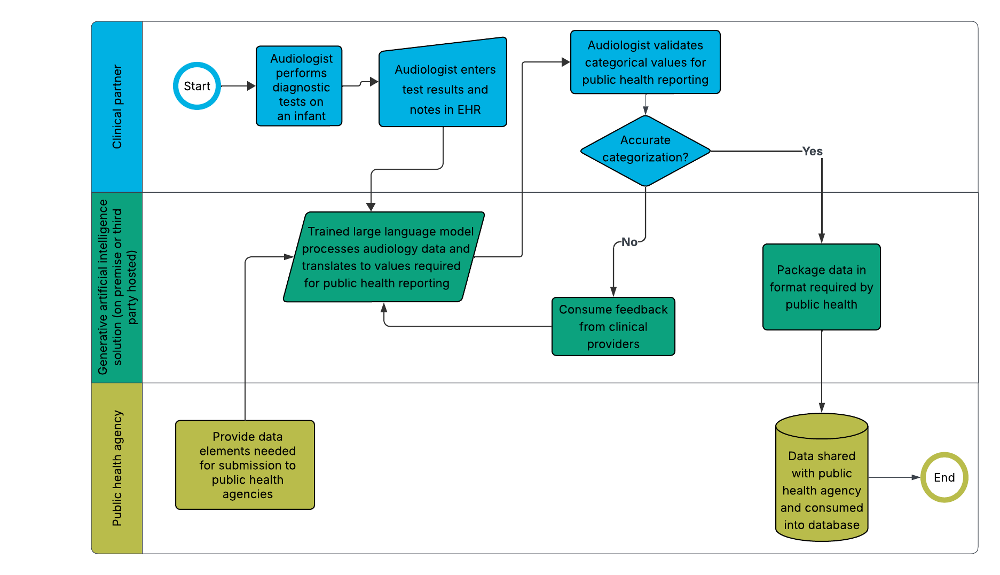 Clinical partner
Start
Audiologist
performs
diagnostic
tests on
an infant
Audiologist enters
test results and
notes in EHR
Audiologist validates
categorical values for
public health reporting
Accurate
categorization?
Yes
No
Generative artificial intelligence
solution (on premise or third
party hosted)
Trained large language model
processes audiology data and
translates to values required
for public health reporting
Consume feedback
from clinical
providers
Package data in
format required by
public health
Public health agency
Provide data
elements needed
for submission to
public health
agencies
Data shared
with public
health agency
and consumed
into database
End